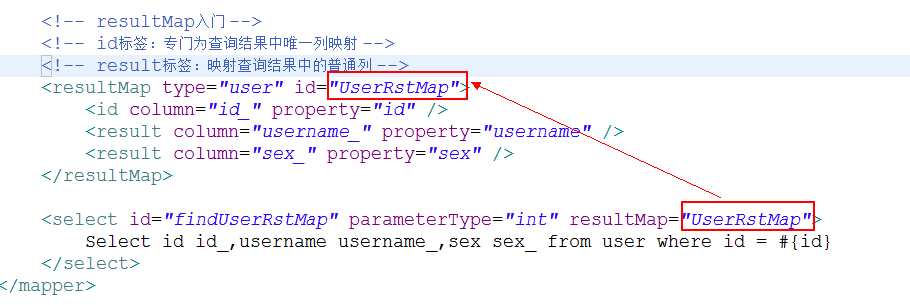 <!-- resultMap入门 -->
<!-- id标签：专门为查询结果中唯一列映射 -->
<!-- result标签：映射查询结果中的普通列 -->
<resultMap type="user" id="UserRstMap">
<id column="id_" property="id" />
<result column="username_" property="username" />
<result column="sex_" property="sex" />
</resultMap>
<select id="findUserRstMap" parameterType="int" resultMap="UserRstMap">
Select id id_,username username_,sex sex_ from user where id = #{id}
</select>
</mapper>